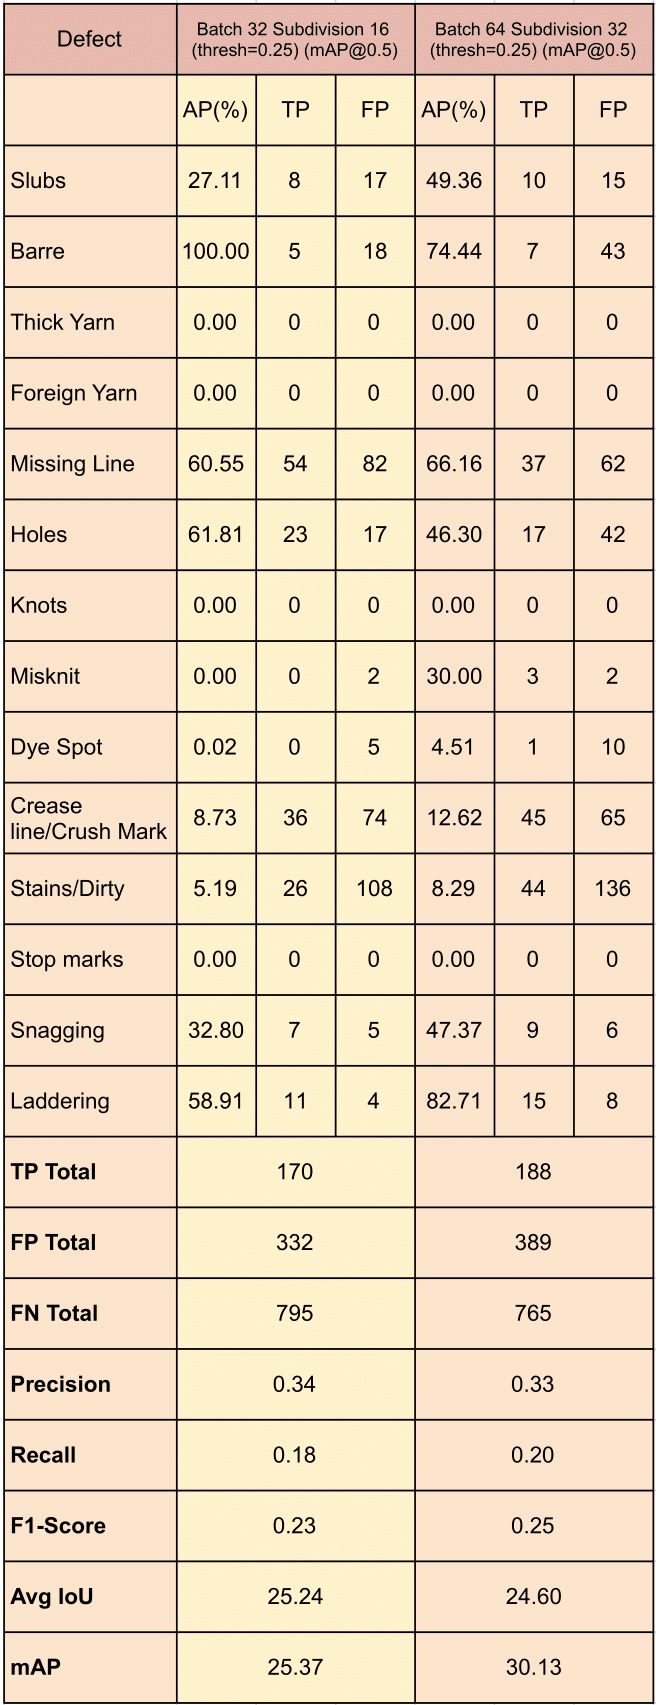 Defect Batch 32 Subdivision 16 Batch 64 Subdivision 32
(thresh=0.25) (mAP@0.5) (thresh=0.25) (mAP@0.5)
AP(%) TP FP AP(%) TP FP
Slubs 27.11 8 17 49.36 10 15
Barre 100.00 5 18 74.44 7 43
Thick Yarn 0.00 0 0 0.00 0 0
Foreign Yarn 0.00 0 0 0.00 0 0
Missing Line 60.55 54 82 66.16 37 62
Holes 61.81 23 17 46.30 17 42
Knots 0.00 0 0 0.00 0 0
Misknit 0.00 0 2 30.00 3 2
Dye Spot 0.02 0 5 4.51 1 10
Crease
line/Crush Mark 8.73 36 74 12.62 45 65
Stains/Dirty 5.19 26 108 8.29 44 136
Stop marks 0.00 0 0 0.00 0 0
Snagging 32.80 7 5 47.37 9 6
Laddering 58.91 11 4 82.71 15 8
TP Total 170 188
FP Total 332 389
FN Total 795 765
Precision 0.34 0.33
Recall 0.18 0.20
F1-Score 0.23 0.25
Avg IoU 25.24 24.60
mAP 25.37 30.13